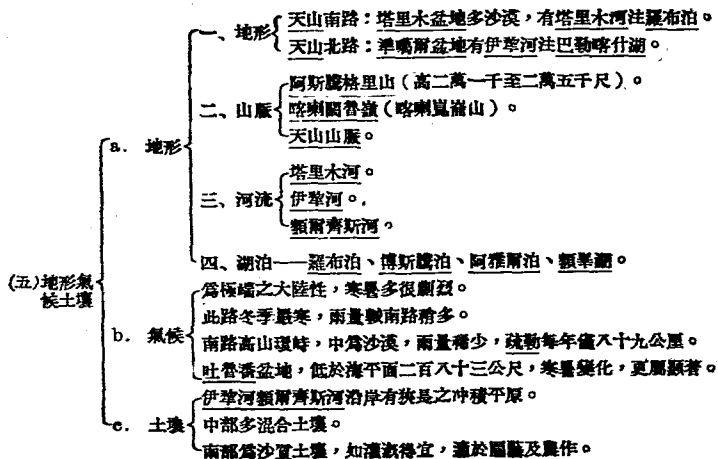 一、地形
天山南路：塔里木盆地多沙漠，有塔里木河注羅布泊。
天山北路：準噶爾盆地有伊犂河注巴勒喀什湖。
二、山脈
阿斯騰格里山（高二萬一千至二萬五千尺）。
喀喇闊魯嶺（喀喇崑崙山）。
天山山脈。
a. 地形
三、河流
塔里木河。
伊犂河。
額爾齊斯河。
四、湖泊——羅布泊、博斯騰泊、阿雅爾泊、額畢湖。
(五)地形氣
候土壤
為極端之大陸性，寒暑多很劇烈。
此路冬季嚴寒，雨量較南路稍多。
b. 氣候
南路高山環峙，中為沙漠，雨量稀少，疏勒每年僅八十九公厘。
吐魯番盆地，低於海平面二百八十三公尺，寒暑變化，更屬顯著。
伊犂河額爾齊斯河沿岸有狹長之冲積平原。
c. 土壤
中部多混合土壤。
南部為沙質土壤，如灌溉得宜，適於園藝及農作。